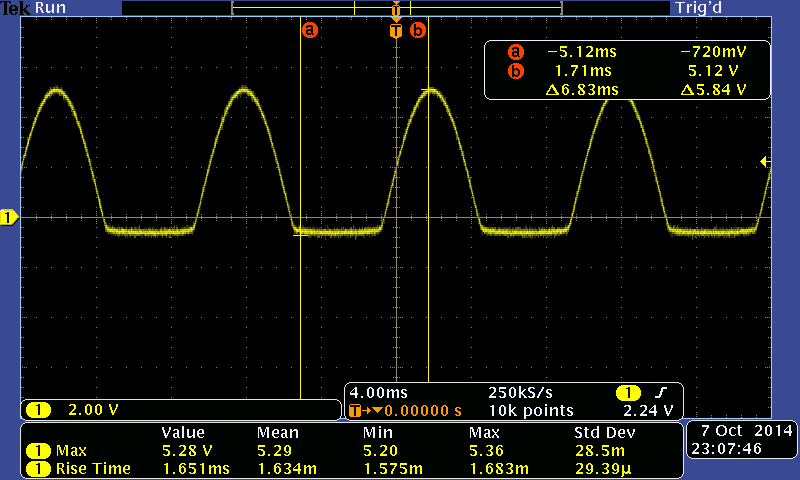 Tek Run Trig'd
T
a T b
a −5.12ms −720mV
b 1.71ms 5.12 V
Δ6.83ms Δ5.84 V
1
1 2.00 V
4.00ms 250kS/s 1
T→▼0.00000 s 10k points 2.24 V
Value Mean Min Max Std Dev
1 Max 5.28 V 5.29 5.20 5.36 28.5m
1 Rise Time 1.651ms 1.634m 1.575m 1.683m 29.39µ
7 Oct 2014
23:07:46